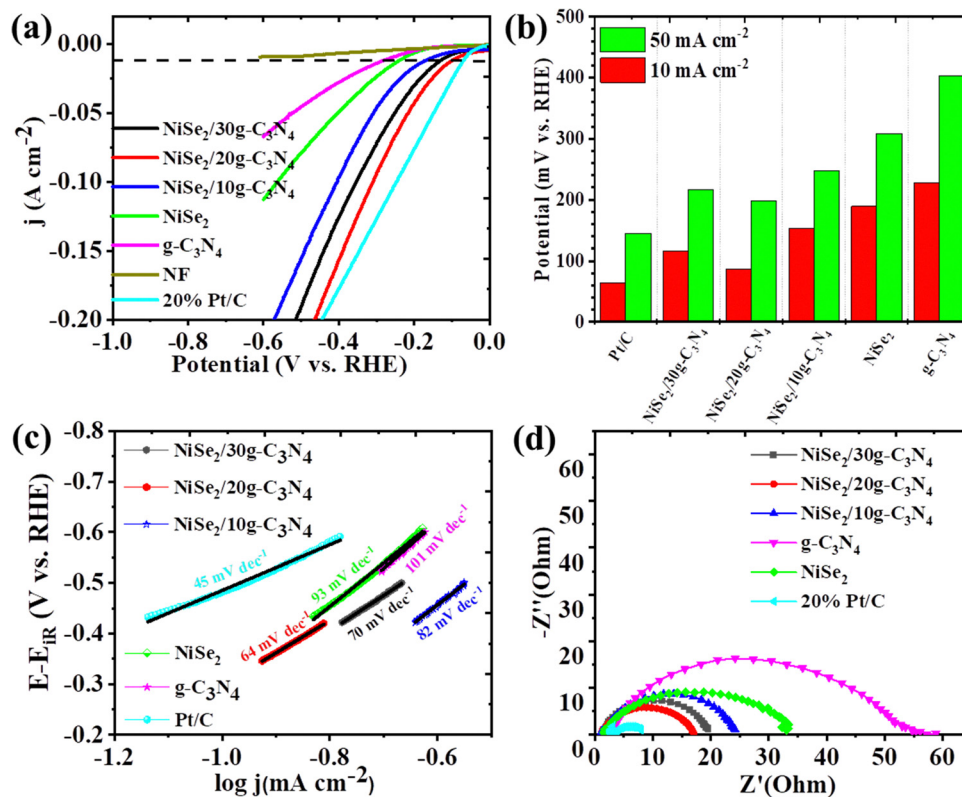 (a)
0.00
-0.05
-0.10
-0.15
-0.20
j (A cm⁻²)
NiSe₂/30g-C₃N₄
NiSe₂/20g-C₃N₄
NiSe₂/10g-C₃N₄
NiSe₂
g-C₃N₄
NF
20% Pt/C
-1.0 -0.8 -0.6 -0.4 -0.2 0.0
Potential (V vs. RHE)
(b)
500
400
300
200
100
0
Potential (mV vs. RHE)
50 mA cm⁻²
10 mA cm⁻²
Pt/C
NiSe₂/30g-C₃N₄
NiSe₂/20g-C₃N₄
NiSe₂/10g-C₃N₄
NiSe₂
g-C₃N₄
(c)
-0.8
-0.7
-0.6
-0.5
-0.4
-0.3
-0.2
E-E_iR (V vs. RHE)
NiSe₂/30g-C₃N₄
NiSe₂/20g-C₃N₄
NiSe₂/10g-C₃N₄
45 mV dec⁻¹
93 mV dec⁻¹
101 mV dec⁻¹
64 mV dec⁻¹
70 mV dec⁻¹
82 mV dec⁻¹
NiSe₂
g-C₃N₄
Pt/C
-1.0 -0.8 -0.6
log j(mA cm⁻²)
(d)
60
50
40
30
20
10
0
-Z''(Ohm)
NiSe₂/30g-C₃N₄
NiSe₂/20g-C₃N₄
NiSe₂/10g-C₃N₄
g-C₃N₄
NiSe₂
20% Pt/C
0 10 20 30 40 50 60
Z'(Ohm)